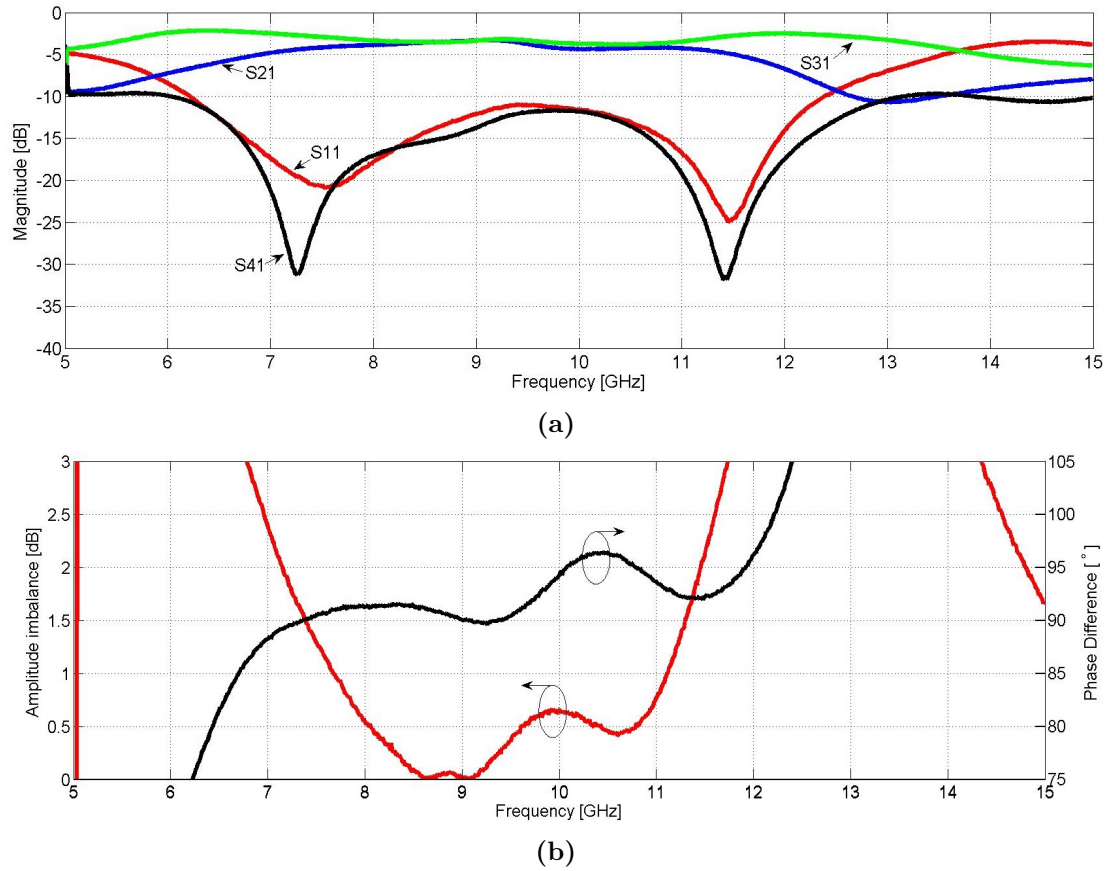 0
-5
-10
-15
-20
-25
-30
-35
-40
Magnitude [dB]
S21
S31
S11
S41
5 6 7 8 9 10 11 12 13 14 15
Frequency [GHz]
(a)
3
2.5
2
1.5
1
0.5
0
Amplitude imbalance [dB]
105
100
95
90
85
80
75
Phase Difference [°]
5 6 7 8 9 10 11 12 13 14 15
Frequency [GHz]
(b)